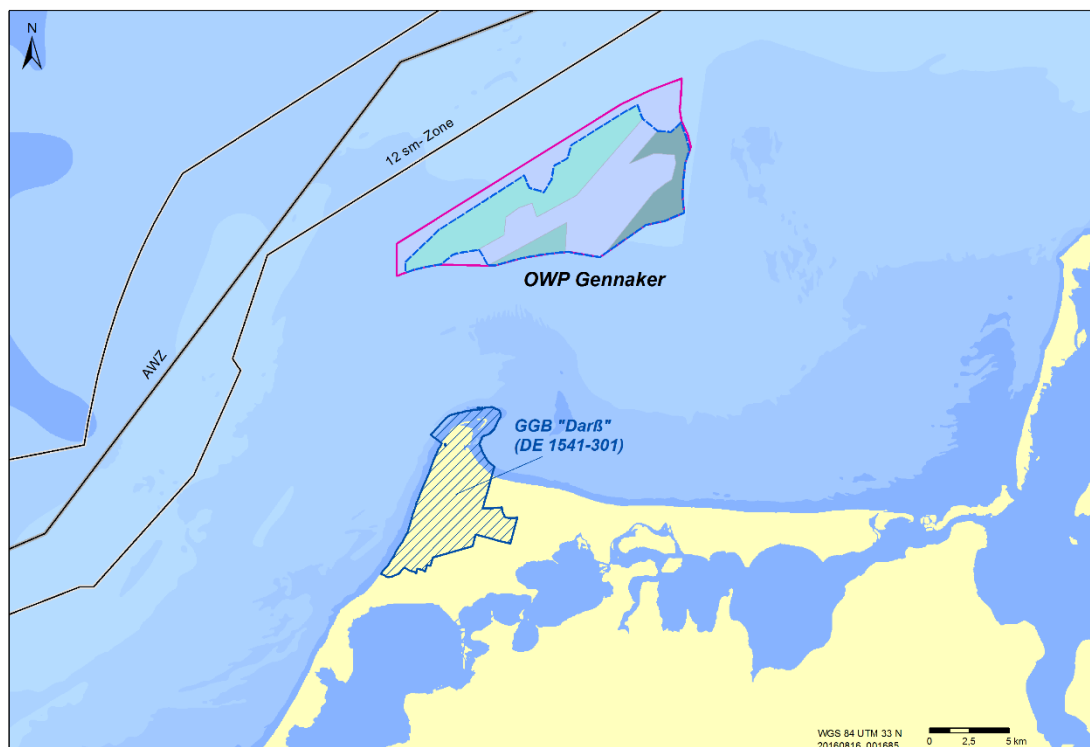 N
12 sm- Zone
OWP Gennaker
AWZ
GGB "Darß"
(DE 1541-301)
WGS 84 UTM 33 N
20160816_001685
0 2,5 5 km